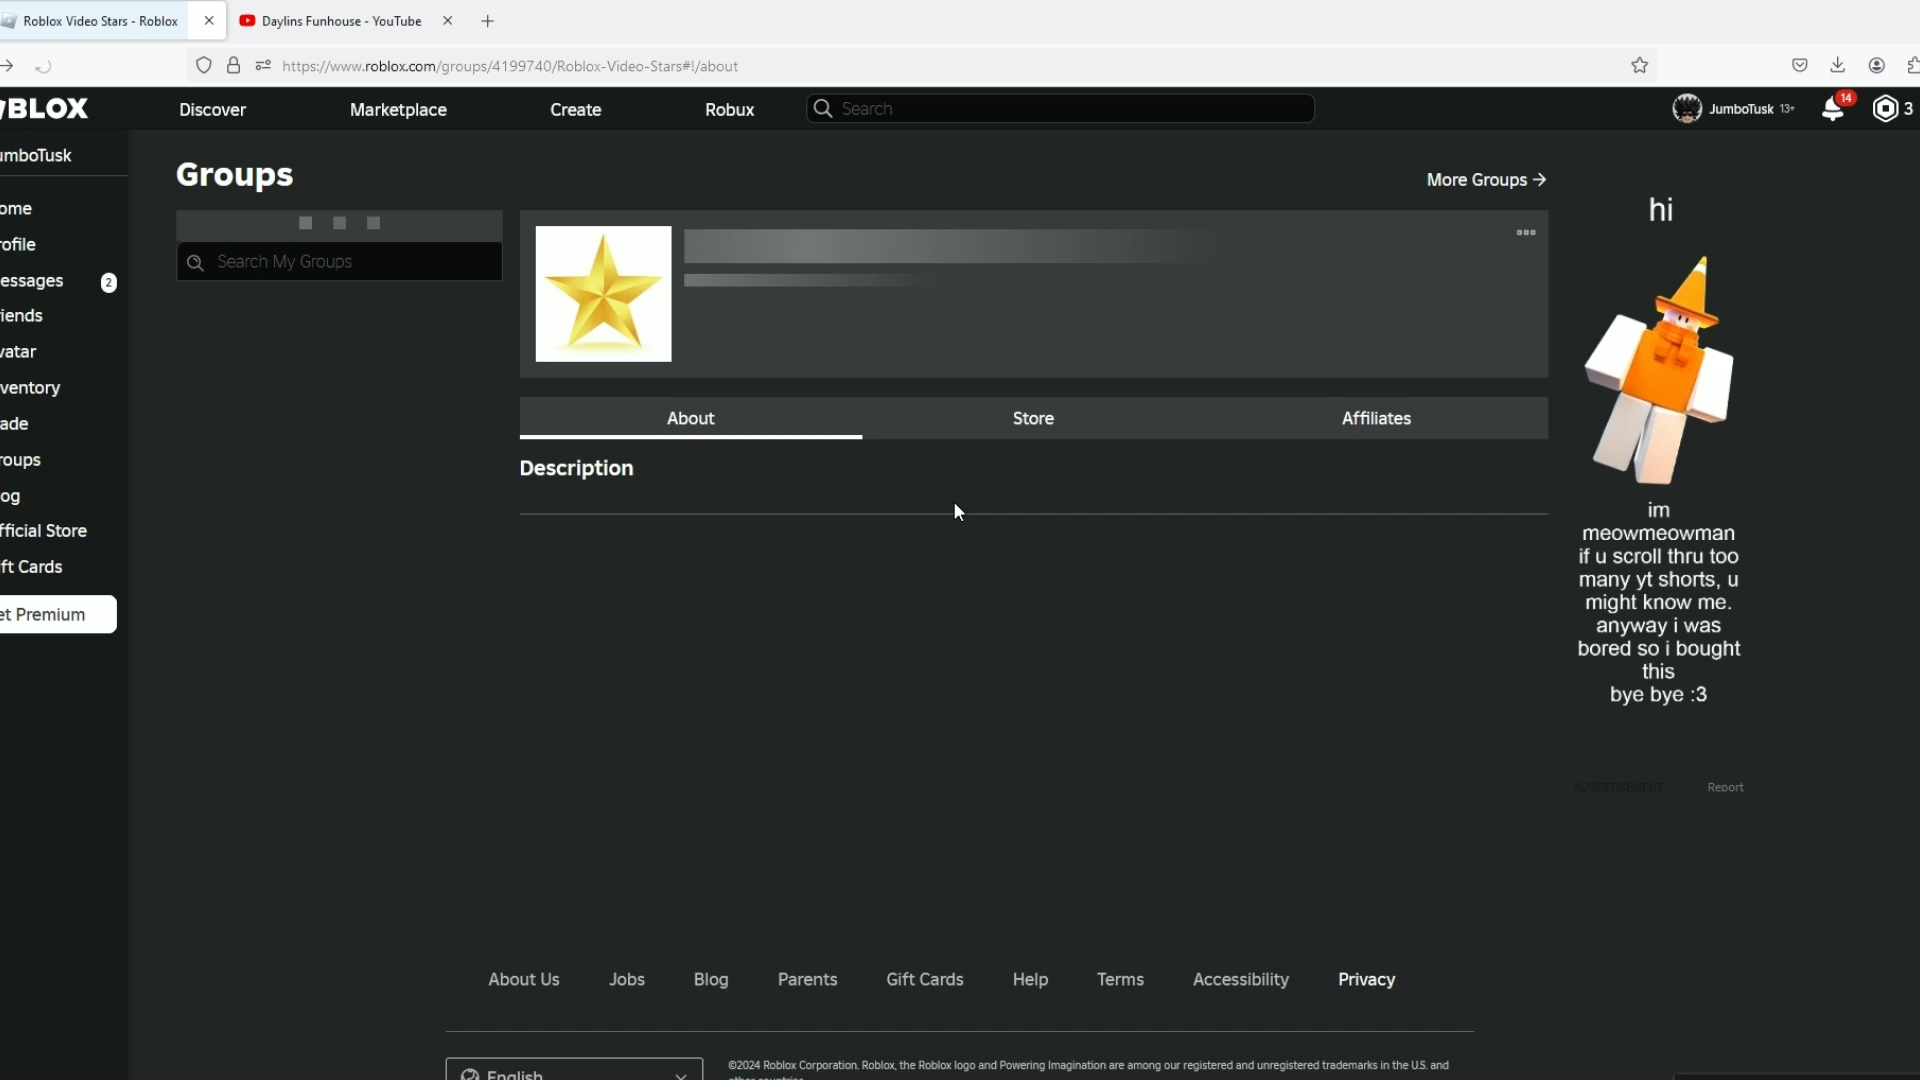 Roblox Video Stars - Roblox
Daylins Funhouse - YouTube
https://www.roblox.com/groups/4199740/Roblox-Video-Stars#!/about
BLOX
Discover
Marketplace
Create
Robux
Search
JumboTusk 13+
14
3
umboTusk
ome
rofile
essages
2
iends
vatar
ventory
ade
roups
og
fficial Store
ft Cards
et Premium
Groups
More Groups →
Search My Groups
About
Store
Affiliates
Description
hi
im
meowmeowman
if u scroll thru too
many yt shorts, u
might know me.
anyway i was
bored so i bought
this
bye bye :3
ADVERTISEMENT
Report
About Us
Jobs
Blog
Parents
Gift Cards
Help
Terms
Accessibility
Privacy
English
©2024 Roblox Corporation. Roblox, the Roblox logo and Powering Imagination are among our registered and unregistered trademarks in the U.S. and